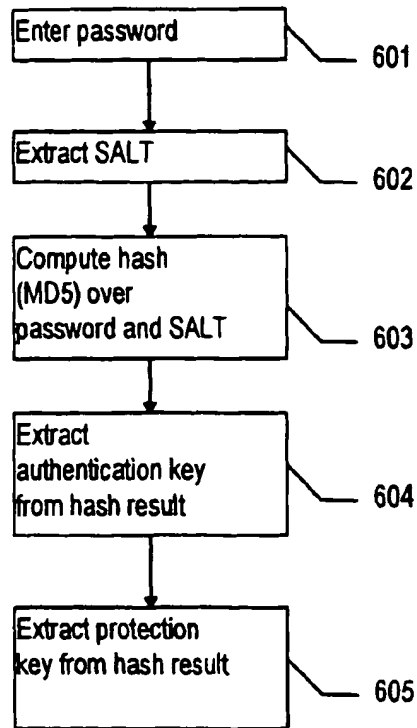 Enter password
601
Extract SALT
602
Compute hash
(MD5) over
password and SALT
603
Extract
authentication key
from hash result
604
Extract protection
key from hash result
605